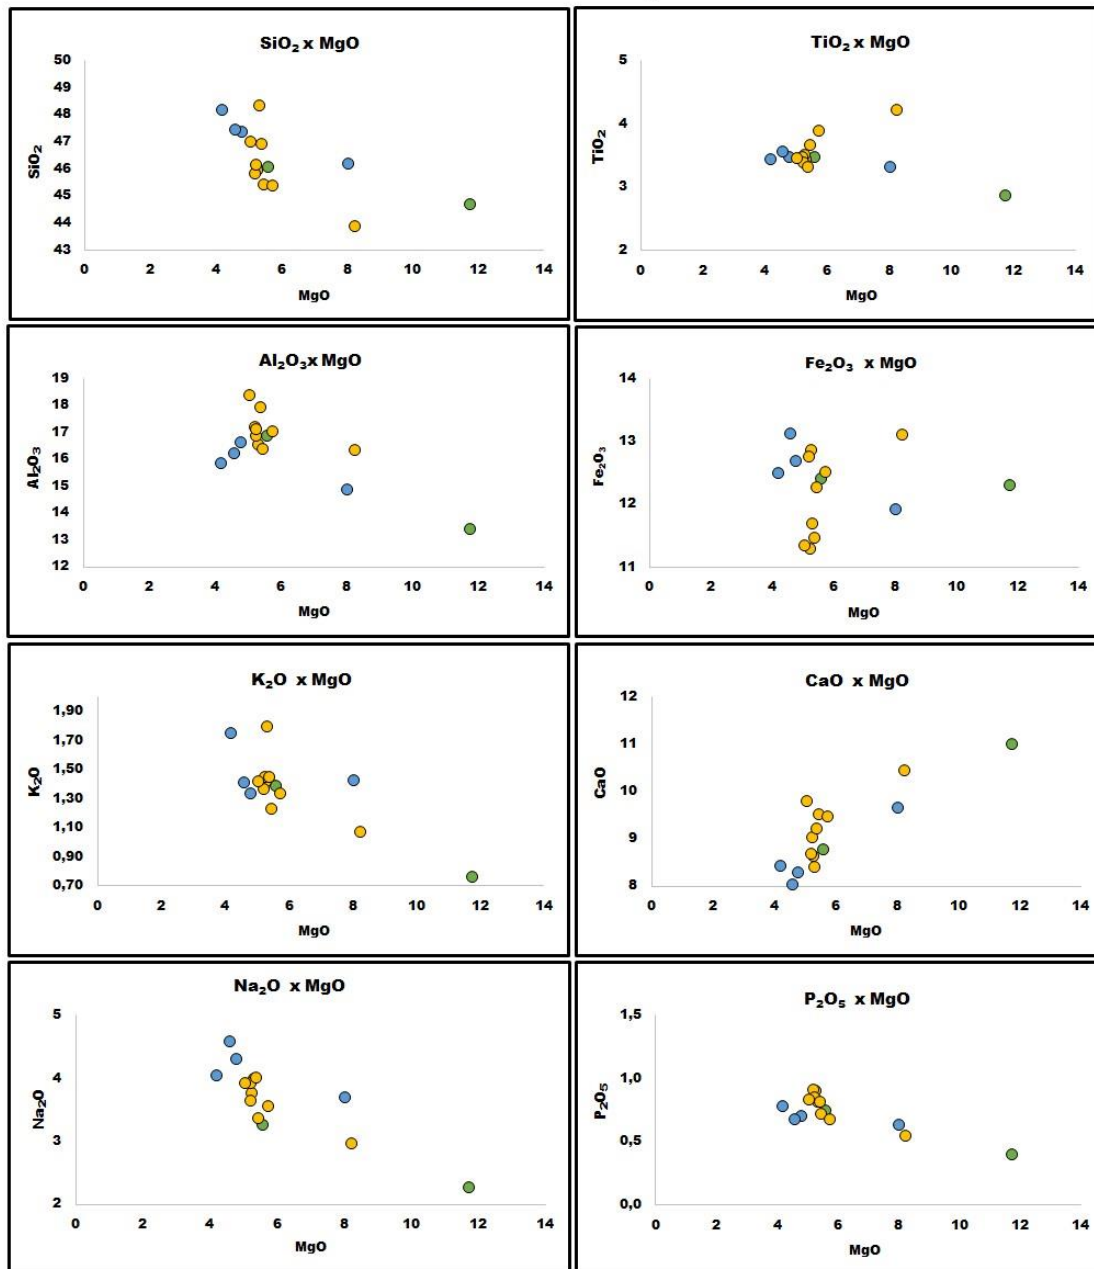 SiO₂ x MgO
50
49
48
47
46
45
44
43
SiO₂
0 2 4 6 8 10 12 14
MgO
TiO₂ x MgO
5
4
3
2
TiO₂
0 2 4 6 8 10 12 14
MgO
Al₂O₃x MgO
19
18
17
16
15
14
13
12
Al₂O₃
0 2 4 6 8 10 12 14
MgO
Fe₂O₃ x MgO
14
13
12
11
Fe₂O₃
0 2 4 6 8 10 12 14
MgO
K₂O x MgO
1,90
1,70
1,50
1,30
1,10
0,90
0,70
K₂O
0 2 4 6 8 10 12 14
MgO
CaO x MgO
12
11
10
9
8
CaO
0 2 4 6 8 10 12 14
MgO
Na₂O x MgO
5
4
3
2
Na₂O
0 2 4 6 8 10 12 14
MgO
P₂O₅ x MgO
1,5
1,0
0,5
0,0
P₂O₅
0 2 4 6 8 10 12 14
MgO